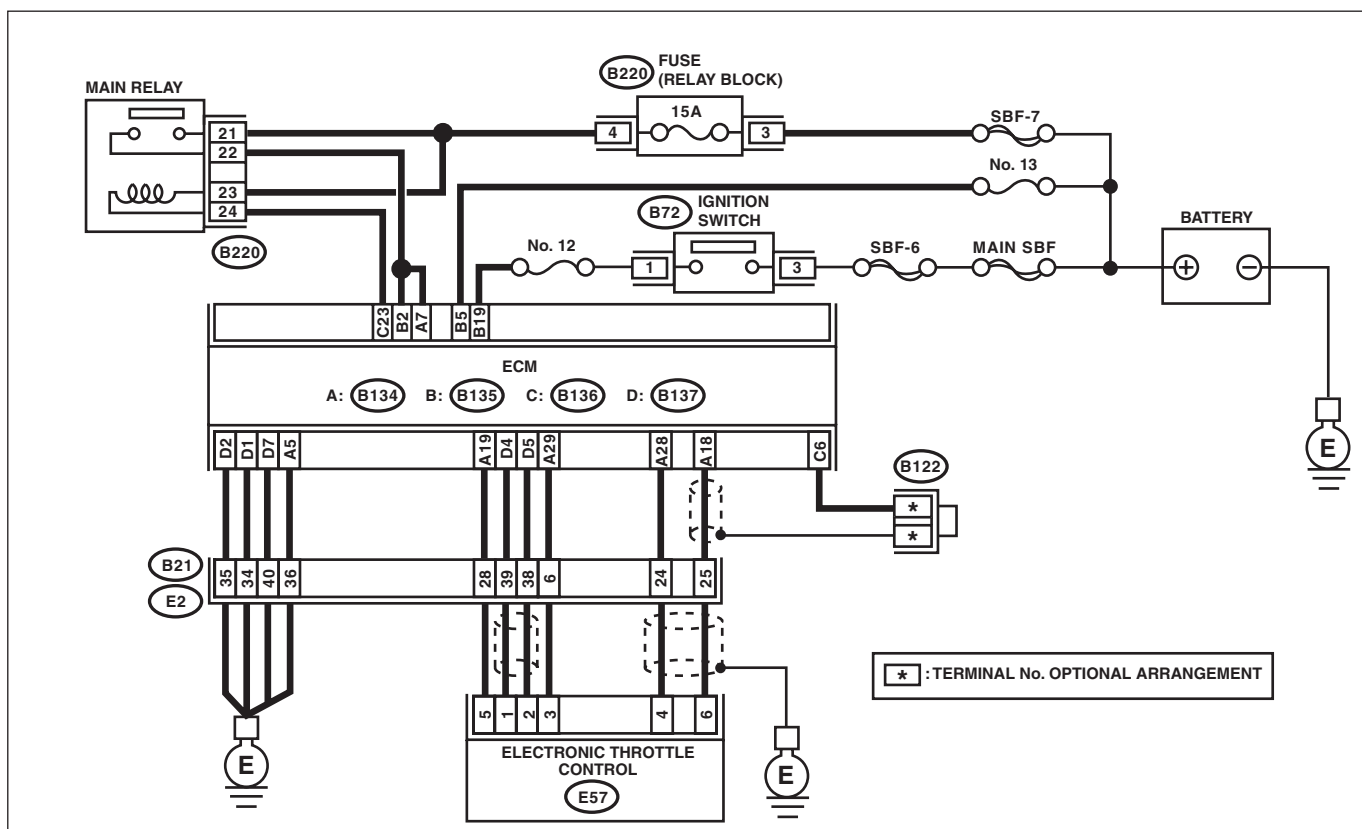 MAIN RELAY
21
22
23
24
B220
B220
FUSE
(RELAY BLOCK)
15A
4
3
SBF-7
No. 13
B72
IGNITION
SWITCH
No. 12
1
3
SBF-6
MAIN SBF
BATTERY
+
−
E
C23
B2
A7
B5
B19
ECM
A: B134 B: B135 C: B136 D: B137
D2
D1
D7
A5
A19
D4
D5
A29
A28
A18
C6
B122
*
*
B21
E2
35
34
40
36
28
39
38
6
24
25
* : TERMINAL No. OPTIONAL ARRANGEMENT
5
1
2
3
4
6
ELECTRONIC THROTTLE
CONTROL
E57
E
E